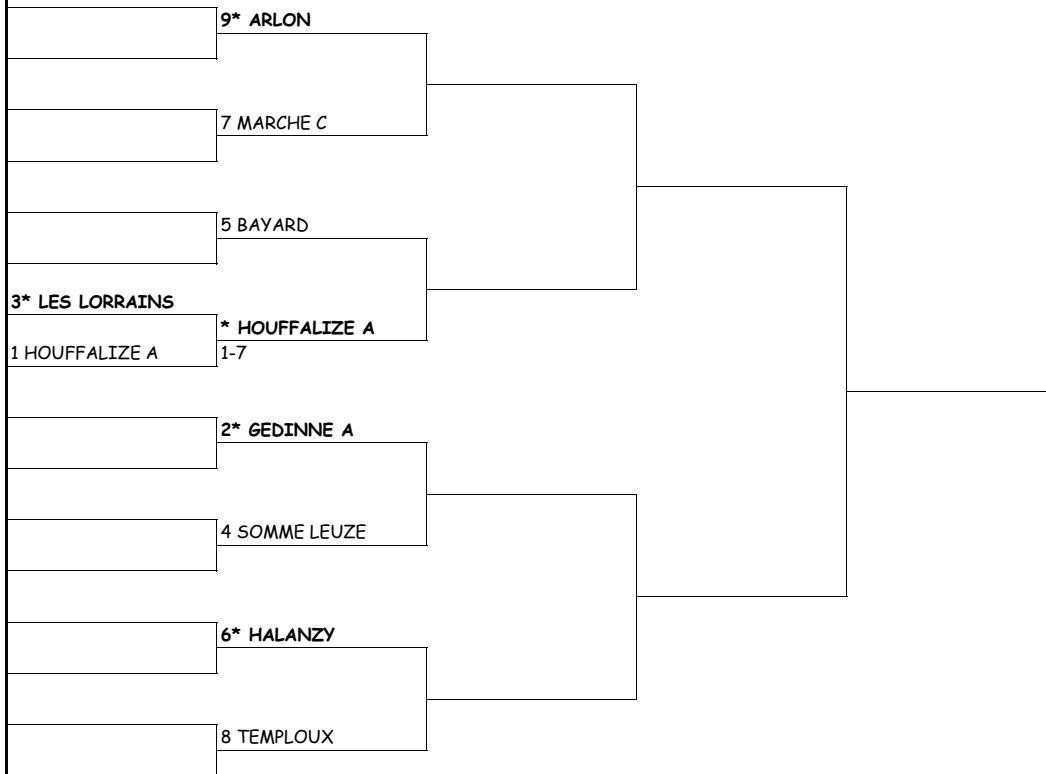 9* ARLON
7 MARCHE C
5 BAYARD
3* LES LORRAINS
* HOUFFALIZE A
1 HOUFFALIZE A
1-7
2* GEDINNE A
4 SOMME LEUZE
6* HALANZY
8 TEMPLOUX